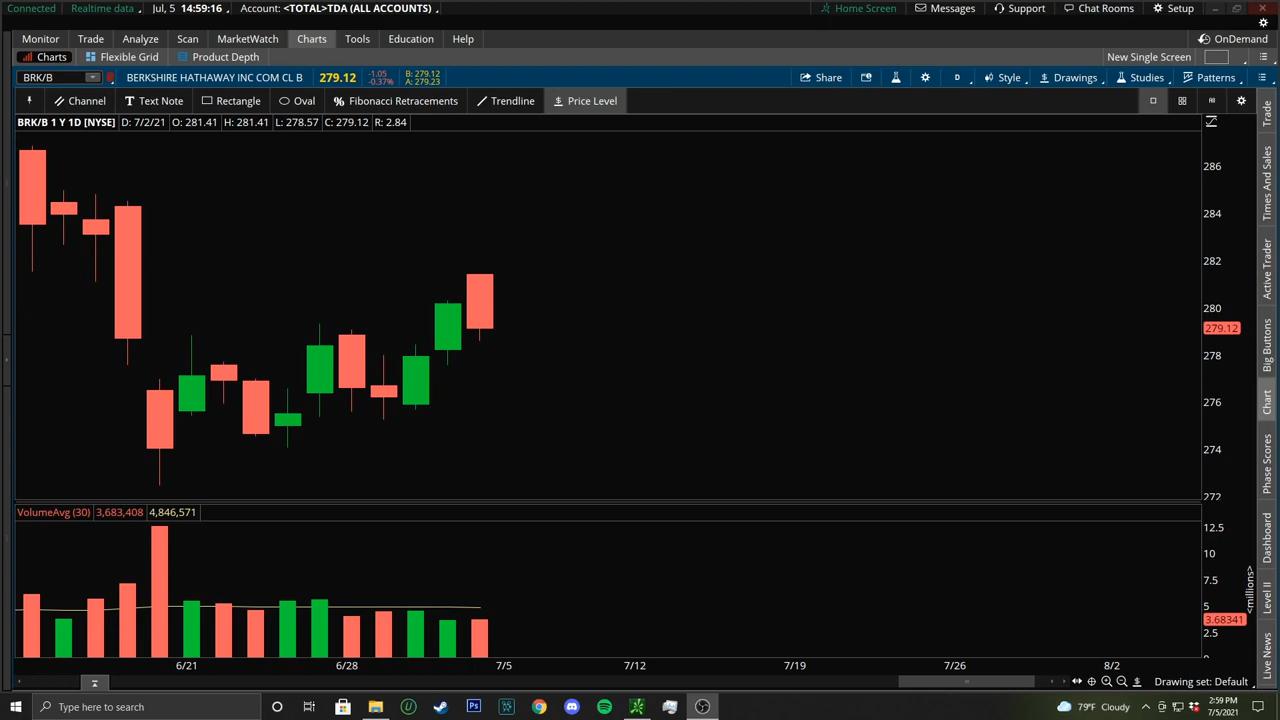 Connected Realtime data Jul, 5 14:59:16 Account: <TOTAL>TDA (ALL ACCOUNTS) Home Screen Messages Support Chat Rooms Setup
Monitor Trade Analyze Scan MarketWatch Charts Tools Education Help OnDemand
Charts Flexible Grid Product Depth New Single Screen
BRK/B BERKSHIRE HATHAWAY INC COM CL B 279.12 -1.05 -0.37% B: 279.12 A: 279.23 Share D Style Drawings Studies Patterns
Channel Text Note Rectangle Oval Fibonacci Retracements Trendline Price Level
BRK/B 1 Y 1D [NYSE] D: 7/2/21 O: 281.41 H: 281.41 L: 278.57 C: 279.12 R: 2.84
286
284
282
280
279.12
278
276
274
272
VolumeAvg (30) 3,683,408 4,846,571
12.5
10
7.5
5
3.68341
2.5
<millions>
6/21 6/28 7/5 7/12 7/19 7/26 8/2
Drawing set: Default
Trade
Times And Sales
Active Trader
Big Buttons
Chart
Phase Scores
Dashboard
Level II
Live News
Type here to search
79°F Cloudy
2:59 PM
7/5/2021